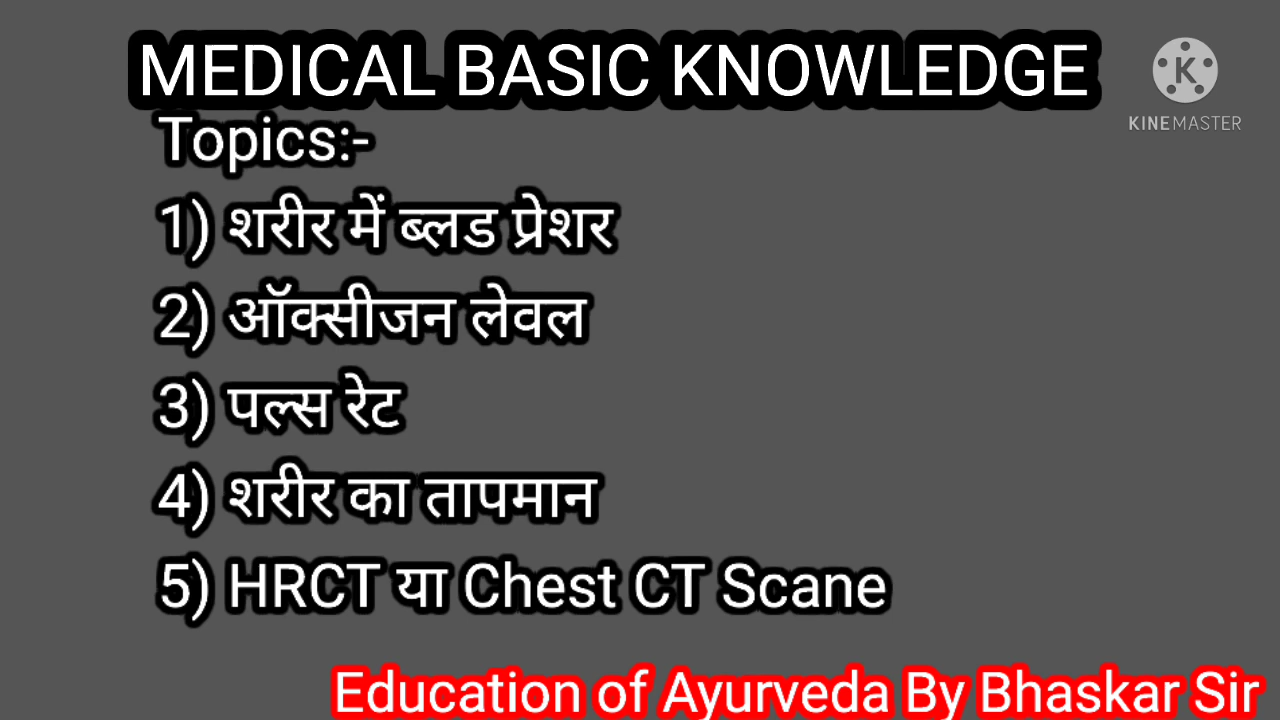 MEDICAL BASIC KNOWLEDGE
K
KINEMASTER
Topics:-
1) शरीर में ब्लड प्रेशर
2) ऑक्सीजन लेवल
3) पल्स रेट
4) शरीर का तापमान
5) HRCT या Chest CT Scane
Education of Ayurveda By Bhaskar Sir